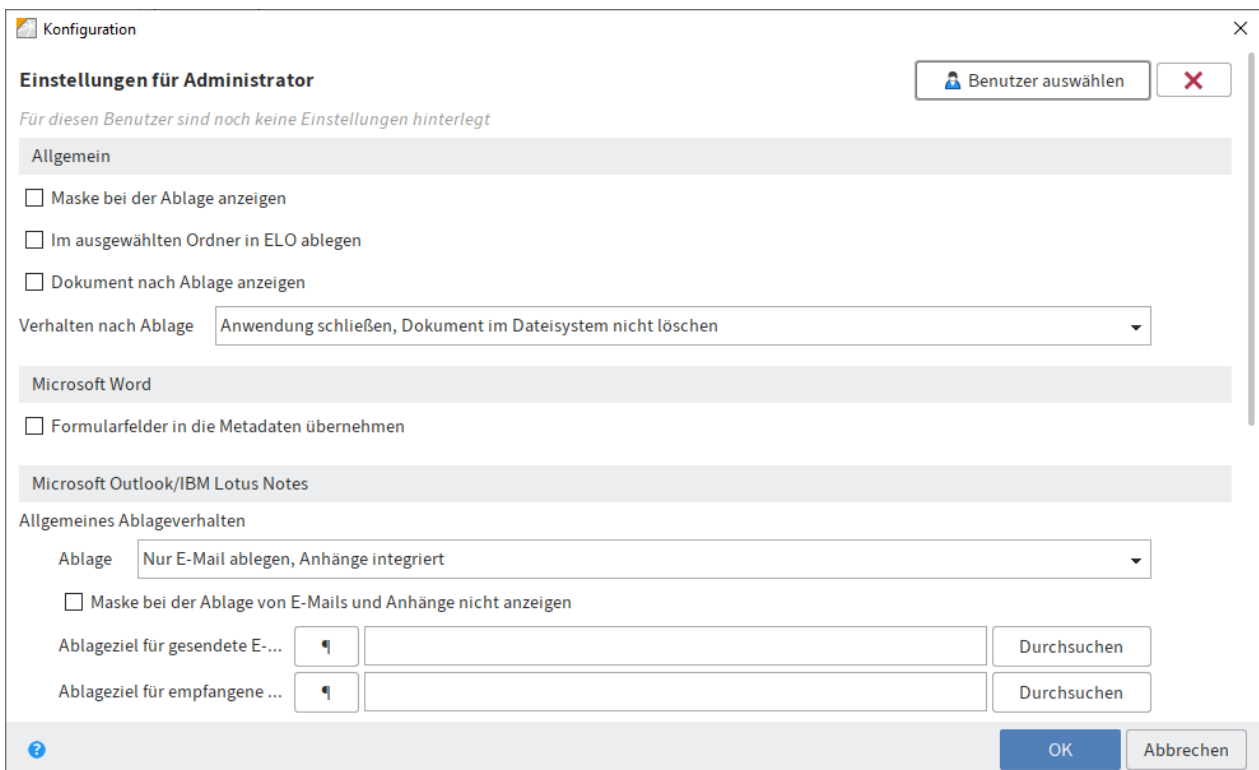 Konfiguration
Einstellungen für Administrator
Benutzer auswählen
Für diesen Benutzer sind noch keine Einstellungen hinterlegt
Allgemein
Maske bei der Ablage anzeigen
Im ausgewählten Ordner in ELO ablegen
Dokument nach Ablage anzeigen
Verhalten nach Ablage Anwendung schließen, Dokument im Dateisystem nicht löschen
Microsoft Word
Formularfelder in die Metadaten übernehmen
Microsoft Outlook/IBM Lotus Notes
Allgemeines Ablageverhalten
Ablage Nur E-Mail ablegen, Anhänge integriert
Maske bei der Ablage von E-Mails und Anhänge nicht anzeigen
Ablageziel für gesendete E-... ¶ Durchsuchen
Ablageziel für empfangene ... ¶ Durchsuchen
? OK Abbrechen